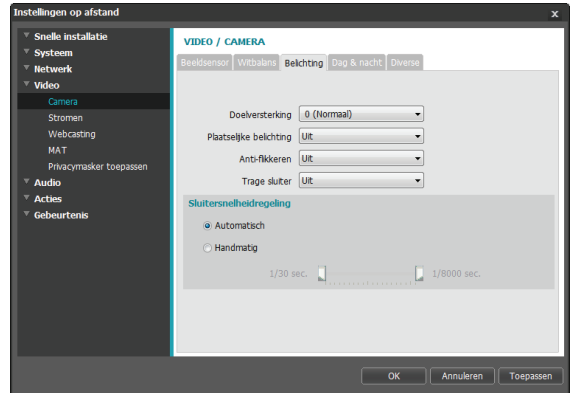 Instellingen op afstand
x
Snelle installatie
Systeem
Netwerk
Video
Camera
Stromen
Webcasting
MAT
Privacymasker toepassen
Audio
Acties
Gebeurtenis
VIDEO / CAMERA
Beeldsensor Witbalans Belichting Dag & nacht Diverse
Doelversterking 0 (Normaal)
Plaatselijke belichting Uit
Anti-flikkeren Uit
Trage sluiter Uit
Sluitersnelheidregeling
Automatisch
Handmatig
1/30 sec. 1/8000 sec.
OK Annuleren Toepassen